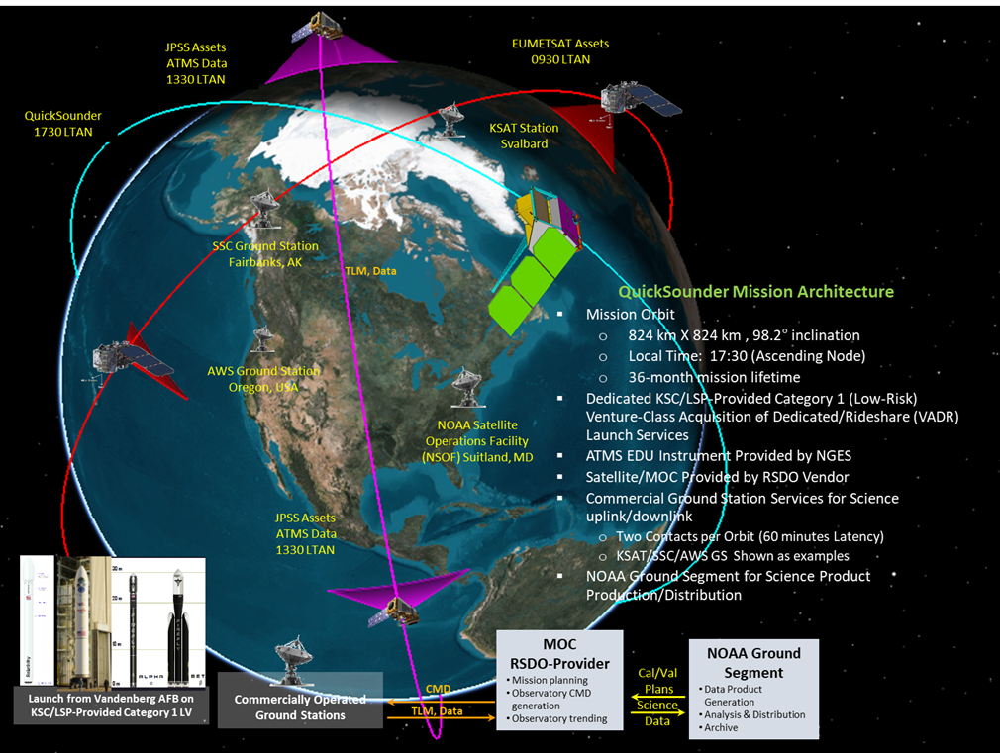 JPSS Assets
ATMS Data
1330 LTAN
EUMETSAT Assets
0930 LTAN
QuickSounder
1730 LTAN
KSAT Station
Svalbard
SSC Ground Station
Fairbanks, AK
TLM, Data
AWS Ground Station
Oregon, USA
NOAA Satellite
Operations Facility
(NSOF) Suitland, MD
JPSS Assets
ATMS Data
1330 LTAN
QuickSounder Mission Architecture
▪ Mission Orbit
o 824 km X 824 km , 98.2° inclination
o Local Time: 17:30 (Ascending Node)
o 36-month mission lifetime
▪ Dedicated KSC/LSP-Provided Category 1 (Low-Risk)
Venture-Class Acquisition of Dedicated/Rideshare (VADR)
Launch Services
▪ ATMS EDU Instrument Provided by NGES
▪ Satellite/MOC Provided by RSDO Vendor
▪ Commercial Ground Station Services for Science
uplink/downlink
o Two Contacts per Orbit (60 minutes Latency)
o KSAT/SSC/AWS GS Shown as examples
▪ NOAA Ground Segment for Science Product
Production/Distribution
30 m
20 m
10 m
0 m
ALPHA
BET
FIREFLY
Launch from Vandenberg AFB on
KSC/LSP-Provided Category 1 LV
Commercially Operated
Ground Stations
CMD
TLM, Data
MOC
RSDO-Provider
• Mission planning
• Observatory CMD
generation
• Observatory trending
Cal/Val
Plans
Science
Data
NOAA Ground
Segment
• Data Product
Generation
• Analysis & Distribution
• Archive